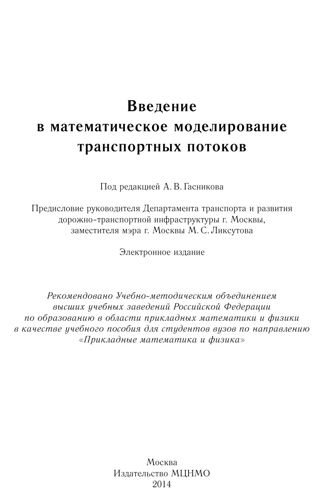 Введение
в математическое моделирование
транспортных потоков
Под редакцией А. В. Гасникова
Предисловие руководителя Департамента транспорта и развития
дорожно-транспортной инфраструктуры г. Москвы,
заместителя мэра г. Москвы М. С. Ликсутова
Электронное издание
Рекомендовано Учебно-методическим объединением
высших учебных заведений Российской Федерации
по образованию в области прикладных математики и физики
в качестве учебного пособия для студентов вузов по направлению
«Прикладные математика и физика»
Москва
Издательство МЦНМО
2014